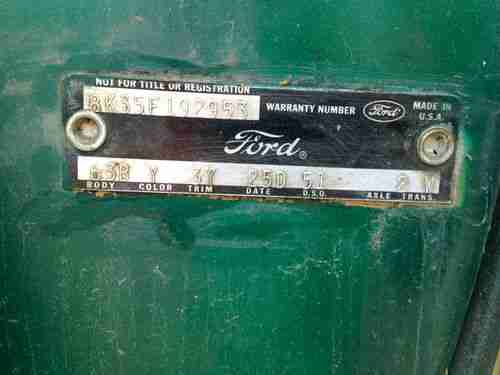 NOT FOR TITLE OR REGISTRATION
8K35F197953 WARRANTY NUMBER Ford MADE IN U.S.A.
Ford ®
63B Y 3Y 25D 51 2 W
BODY COLOR TRIM DATE D.S.O. AXLE TRANS.